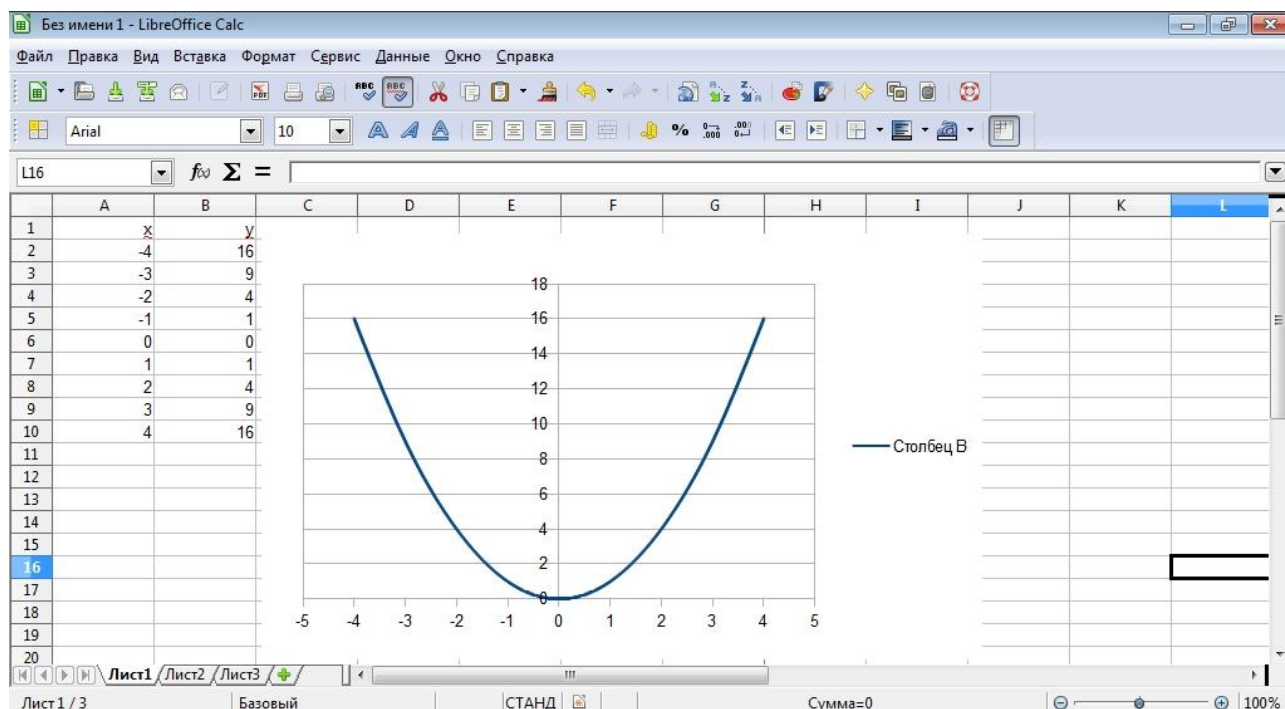 Без имени 1 - LibreOffice Calc
Файл Правка Вид Вставка Формат Сервис Данные Окно Справка
ABC ABC
Arial 10
L16 f(x) Σ =
A B C D E F G H I J K L
1 x y
2 -4 16
3 -3 9
4 -2 4
5 -1 1
6 0 0
7 1 1
8 2 4
9 3 9
10 4 16
11
12
13
14
15
16
17
18
19
20
18
16
14
12
10
8
6
4
2
0
-5 -4 -3 -2 -1 0 1 2 3 4 5
Столбец B
Лист1 Лист2 Лист3
Лист 1 / 3 Базовый СТАНД Сумма=0 100%